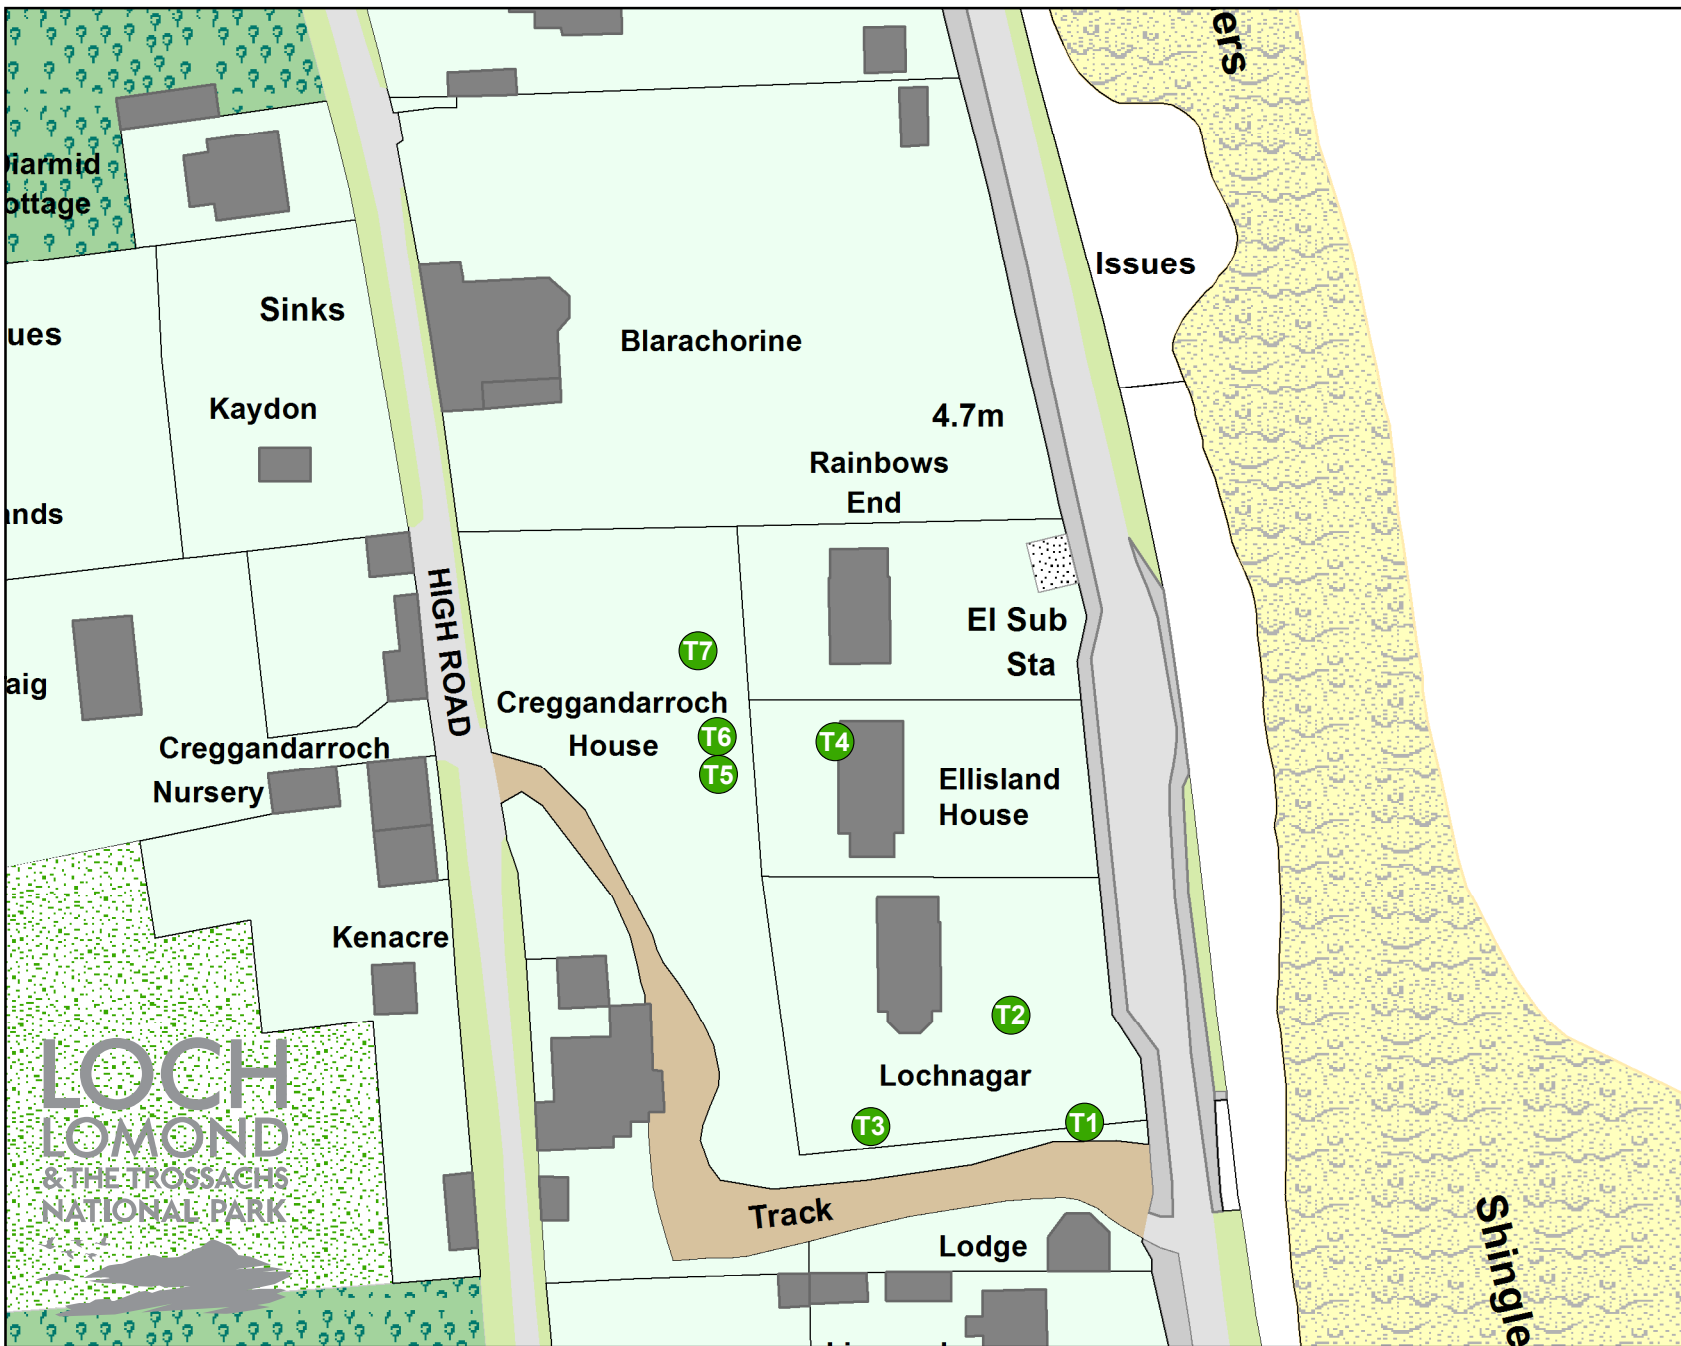 ers
iarmid
ottage
Issues
Sinks
ues
Blarachorine
Kaydon
4.7m
Rainbows
End
ands
HIGH ROAD
El Sub
Sta
T7
aig
Creggandarroch
House
T6
T5
T4
Creggandarroch
Nursery
Ellisland
House
Kenacre
T2
Lochnagar
T3
T1
LOCH
LOMOND
& THE TROSSACHS
NATIONAL PARK
Track
Lodge
Shingle